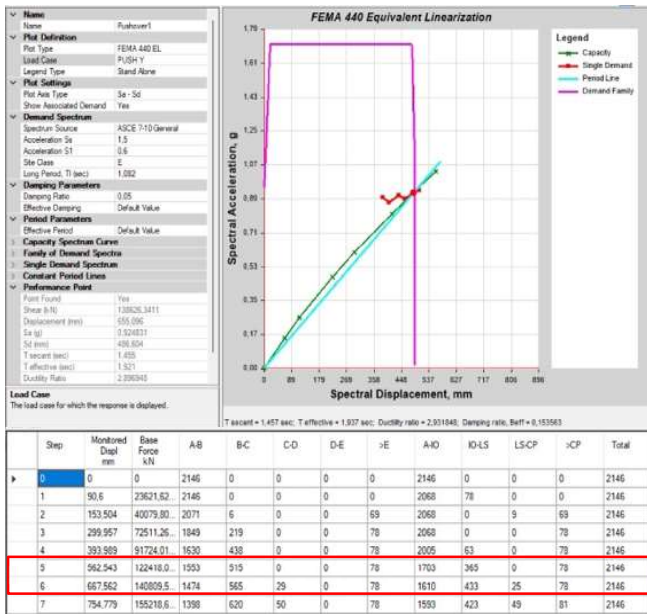 Name
Name Pushover1
Plot Definition
Plot Type FEMA 440 EL
Load Case PUSH Y
Legend Type Stand Alone
Plot Settings
Plot Axis Type Sa - Sd
Show Associated Demand Yes
Demand Spectrum
Spectrum Source ASCE 7-10 General
Acceleration Ss 1,5
Acceleration S1 0,6
Site Class E
Long Period, Tl (sec) 1,082
Damping Parameters
Damping Ratio 0,05
Effective Damping Default Value
Period Parameters
Effective Period Default Value
Capacity Spectrum Curve
Family of Demand Spectra
Single Demand Spectrum
Constant Period Lines
Performance Point
Point Found Yes
Shear (kN) 138626,3411
Displacement (mm) 655,096
Sa (g) 0,924831
Sd (mm) 486,604
T secant (sec) 1,455
T effective (sec) 1,921
Ductility Ratio 2,896948
Load Case
The load case for which the response is displayed.
FEMA 440 Equivalent Linearization
Spectral Acceleration, g
1,78
1,61
1,43
1,25
1,07
0,89
0,71
0,53
0,35
0,17
0,00
0 89 179 269 358 448 537 627 717 806 896
Spectral Displacement, mm
Legend
Capacity
Single Demand
Period Line
Demand Family
T secant = 1,457 sec; T effective = 1,937 sec; Ductility ratio = 2,931848; Damping ratio, Beff = 0,153563
Step Monitored Displ mm Base Force kN A-B B-C C-D D-E >E A-IO IO-LS LS-CP >CP Total
0 0 0 2146 0 0 0 0 2146 0 0 0 2146
1 90,6 23621,62... 2146 0 0 0 0 2068 78 0 0 2146
2 153,504 40079,80... 2071 6 0 0 69 2068 0 9 69 2146
3 299,957 72511,26... 1849 219 0 0 78 2068 0 0 78 2146
4 393,989 91724,01... 1630 438 0 0 78 2005 63 0 78 2146
5 562,543 122418,0... 1553 515 0 0 78 1703 365 0 78 2146
6 667,562 140809,5... 1474 565 29 0 78 1610 433 25 78 2146
7 754,779 155218,6... 1398 620 50 0 78 1593 423 49 81 2146